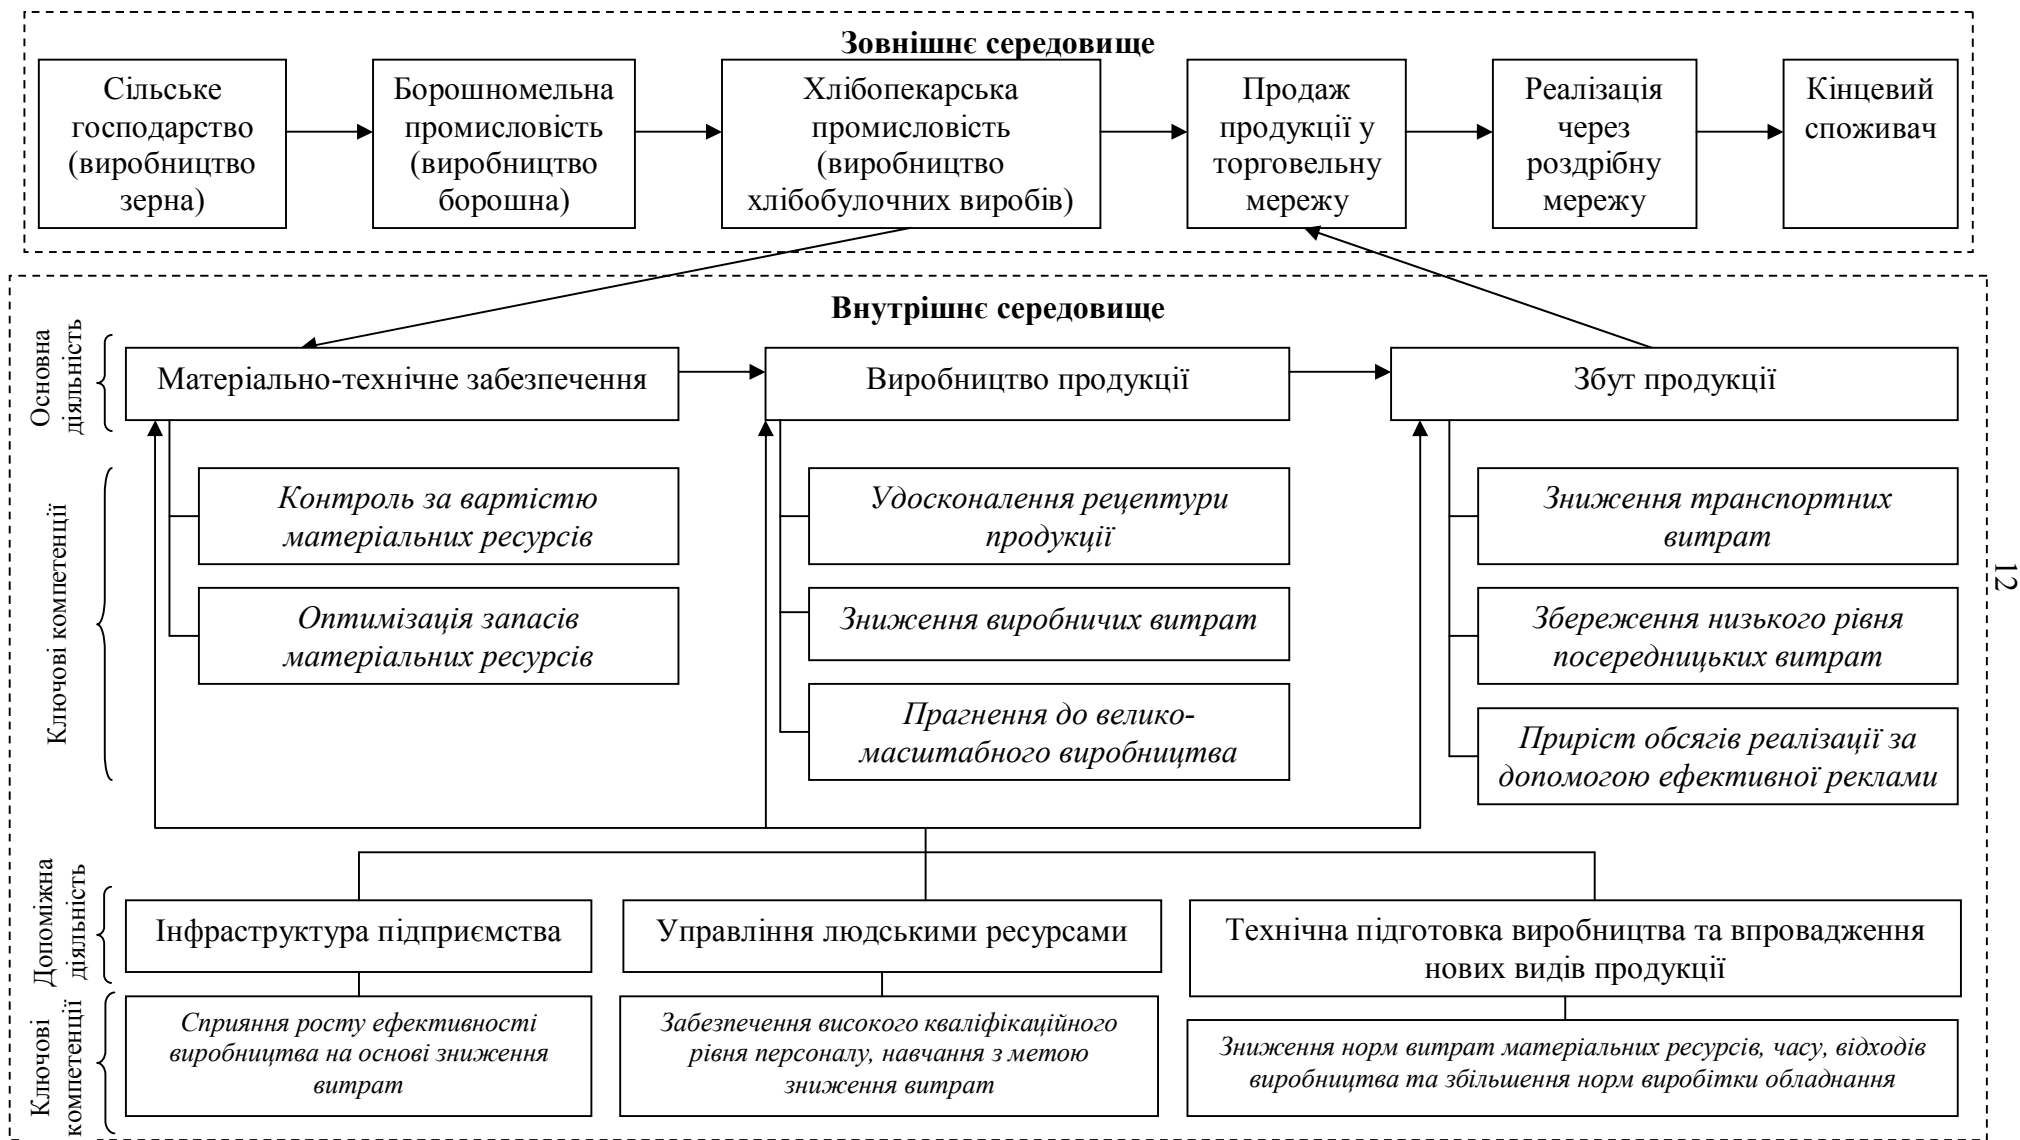 Зовнішнє середовище
Сільське
господарство
(виробництво
зерна)
Борошномельна
промисловість
(виробництво
борошна)
Хлібопекарська
промисловість
(виробництво
хлібобулочних виробів)
Продаж
продукції у
торговельну
мережу
Реалізація
через
роздрібну
мережу
Кінцевий
споживач
Внутрішнє середовище
Основна
діяльність
Матеріально-технічне забезпечення
Виробництво продукції
Збут продукції
Ключові компетенції
Контроль за вартістю
матеріальних ресурсів
Оптимізація запасів
матеріальних ресурсів
Удосконалення рецептури
продукції
Зниження виробничих витрат
Прагнення до велико-
масштабного виробництва
Зниження транспортних
витрат
Збереження низького рівня
посередницьких витрат
Приріст обсягів реалізації за
допомогою ефективної реклами
12
Допоміжна
діяльність
Інфраструктура підприємства
Управління людськими ресурсами
Технічна підготовка виробництва та впровадження
нових видів продукції
Ключові
компетенції
Сприяння росту ефективності
виробництва на основі зниження
витрат
Забезпечення високого кваліфікаційного
рівня персоналу, навчання з метою
зниження витрат
Зниження норм витрат матеріальних ресурсів, часу, відходів
виробництва та збільшення норм виробітки обладнання